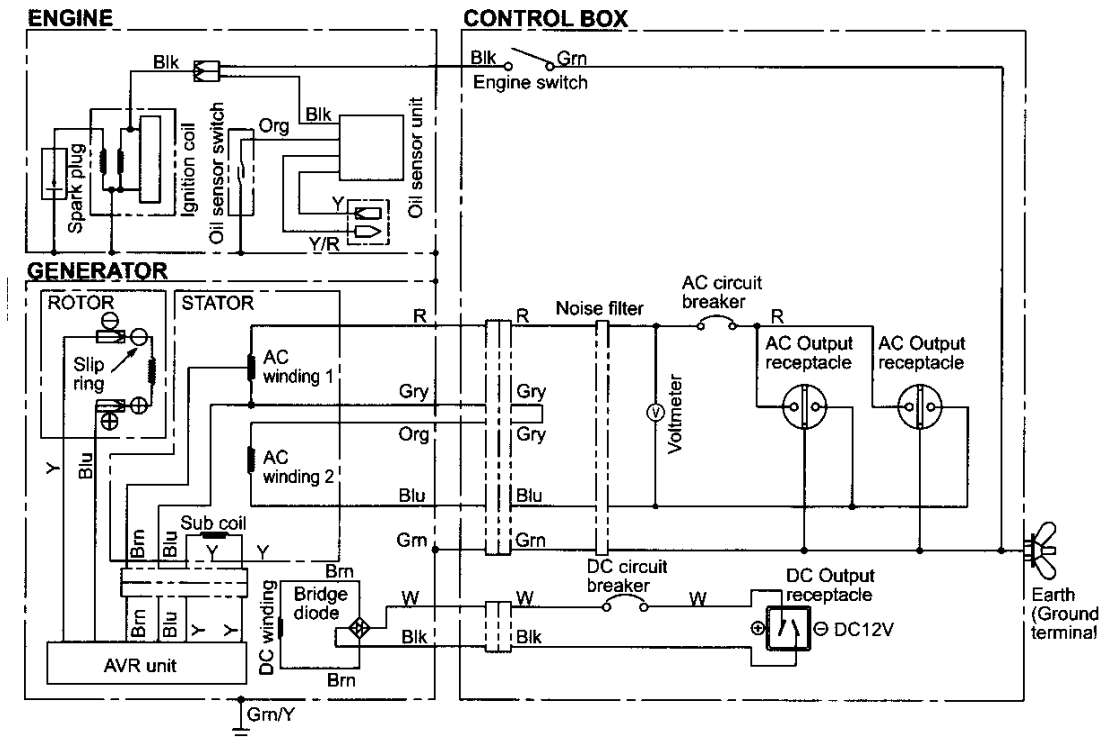 ENGINE
CONTROL BOX
Blk
Blk
Grn
Engine switch
Blk
Org
Spark plug
Ignition coil
Oil sensor switch
Oil sensor unit
Y
Y/R
GENERATOR
ROTOR
STATOR
⊖
Slip
ring
⊕
AC
winding 1
AC
winding 2
R
R
Gry
Gry
Org
Gry
Blu
Blu
Grn
Grn
Noise filter
V
Voltmeter
AC circuit
breaker
R
AC Output
receptacle
AC Output
receptacle
Y
Blu
Brn
Blu
Sub coil
Y
Y
Brn
Blu
Y
Y
AVR unit
DC winding
Brn
Bridge
diode
Brn
W
W
Blk
Blk
DC circuit
breaker
W
DC Output
receptacle
⊕
⊖ DC12V
Earth
(Ground
terminal
Grn/Y